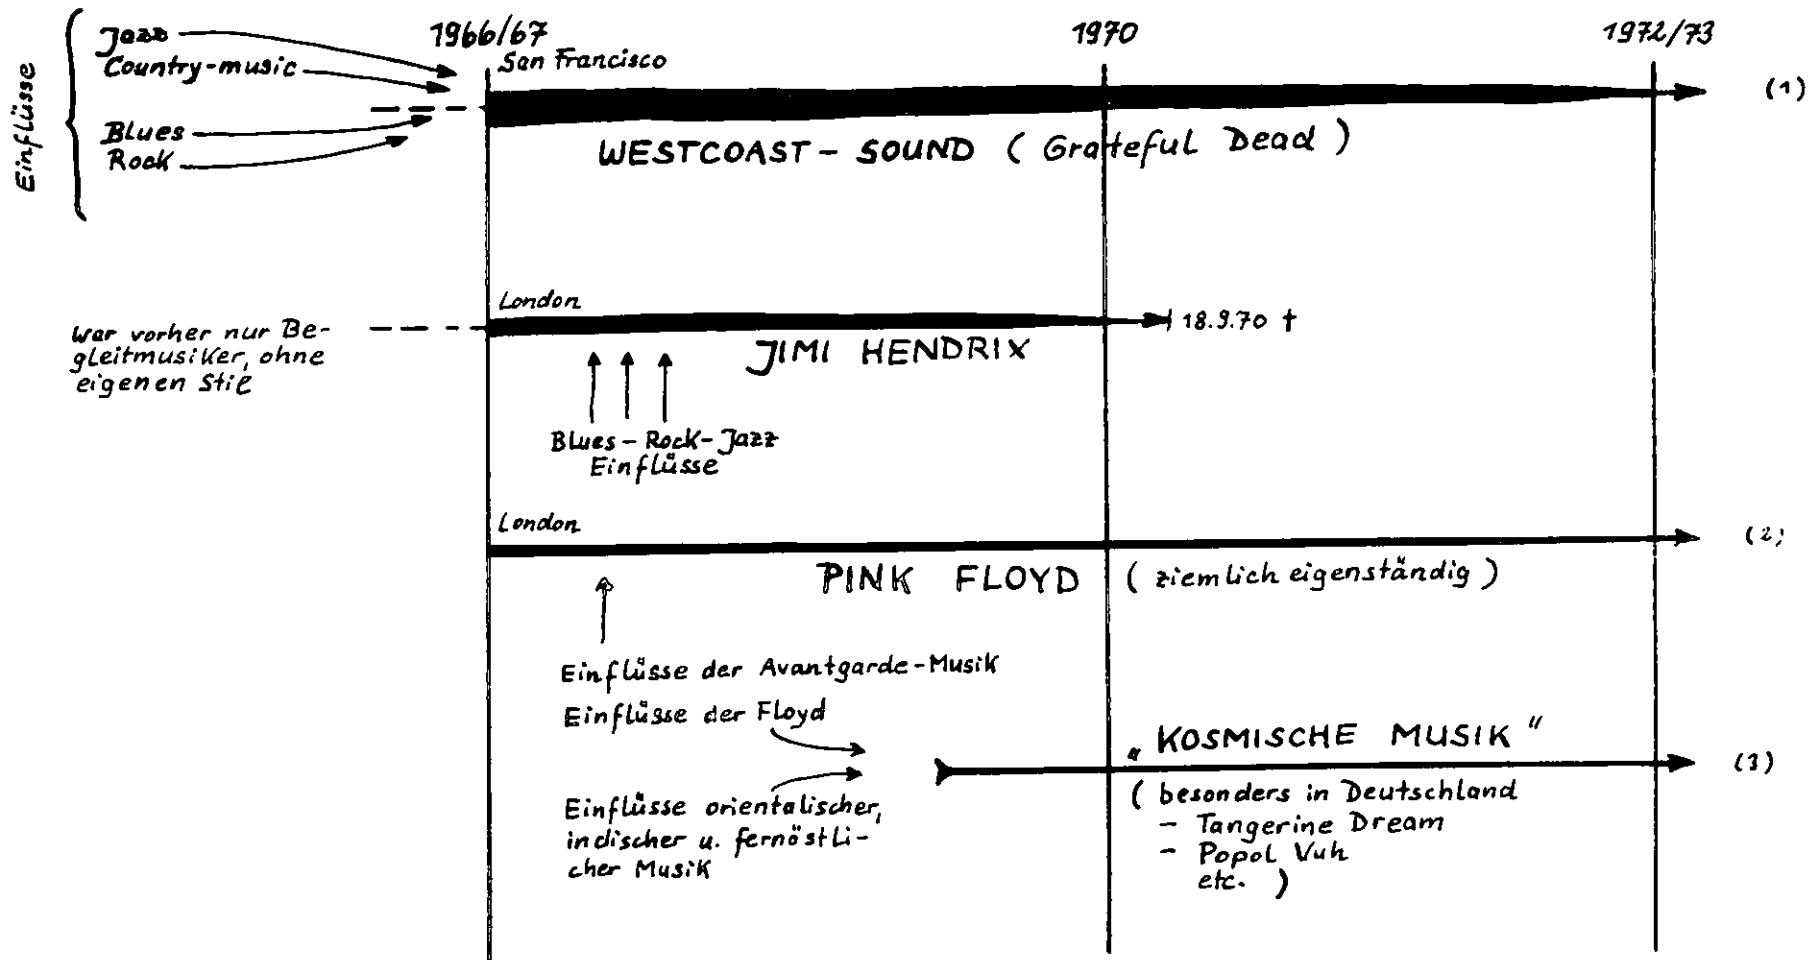 1966/67
1970
1972/73
Einflüsse
Jazz
Country-music
Blues
Rock
San Francisco
(1)
WESTCOAST - SOUND ( Grateful Dead )
London
War vorher nur Be-
gleitmusiker, ohne
eigenen Stil
18.9.70 †
JIMI HENDRIX
Blues - Rock - Jazz
Einflüsse
London
(2)
PINK FLOYD ( ziemlich eigenständig )
Einflüsse der Avantgarde-Musik
Einflüsse der Floyd
„KOSMISCHE MUSIK“
(3)
Einflüsse orientalischer,
indischer u. fernöstli-
cher Musik
( besonders in Deutschland
- Tangerine Dream
- Popol Vuh
etc. )